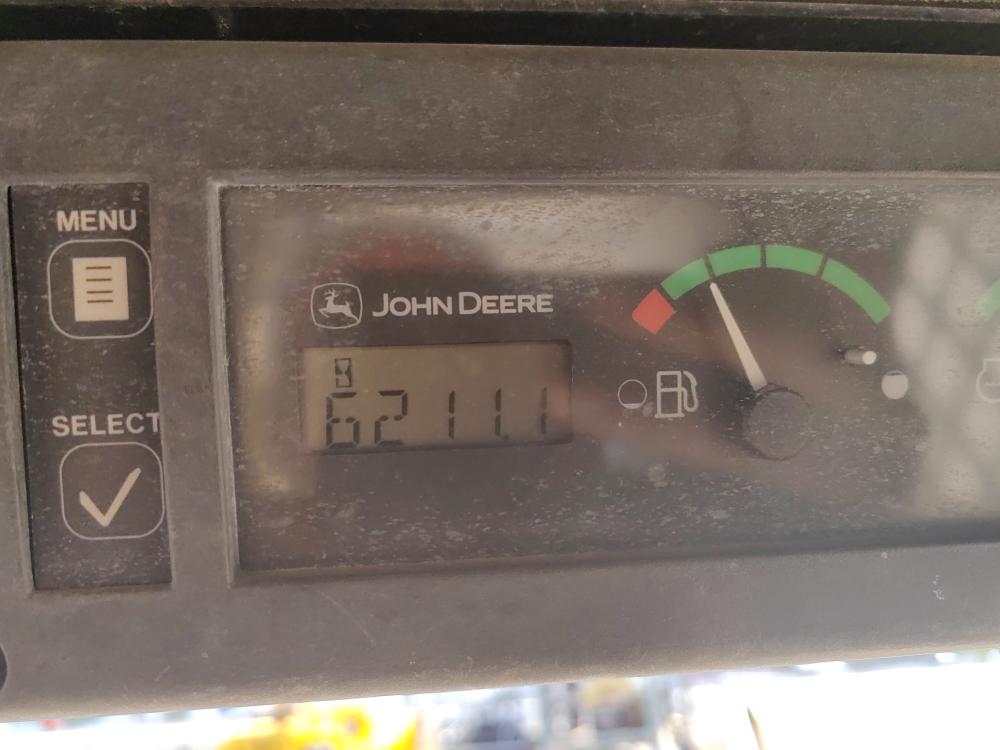 MENU
JOHN DEERE
6211.1
SELECT